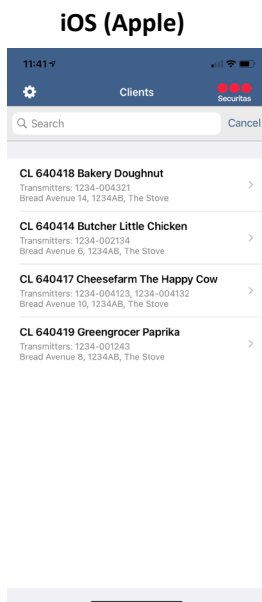 iOS (Apple)
11:41
Clients
Securitas
Search
Cancel
CL 640418 Bakery Doughnut
Transmitters: 1234-004321
Bread Avenue 14, 1234AB, The Stove
CL 640414 Butcher Little Chicken
Transmitters: 1234-002134
Bread Avenue 6, 1234AB, The Stove
CL 640417 Cheesefarm The Happy Cow
Transmitters: 1234-004123, 1234-004132
Bread Avenue 10, 1234AB, The Stove
CL 640419 Greengrocer Paprika
Transmitters: 1234-001243
Bread Avenue 8, 1234AB, The Stove